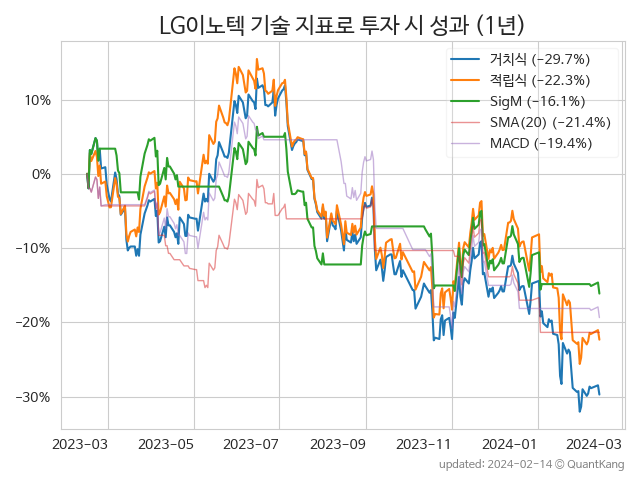 LG이노텍 기술 지표로 투자 시 성과 (1년)
거치식 (−29.7%)
적립식 (−22.3%)
SigM (−16.1%)
SMA(20) (−21.4%)
MACD (−19.4%)
10%
0%
−10%
−20%
−30%
2023−03 2023−05 2023−07 2023−09 2023−11 2024−01 2024−03
updated: 2024−02−14 © QuantKang